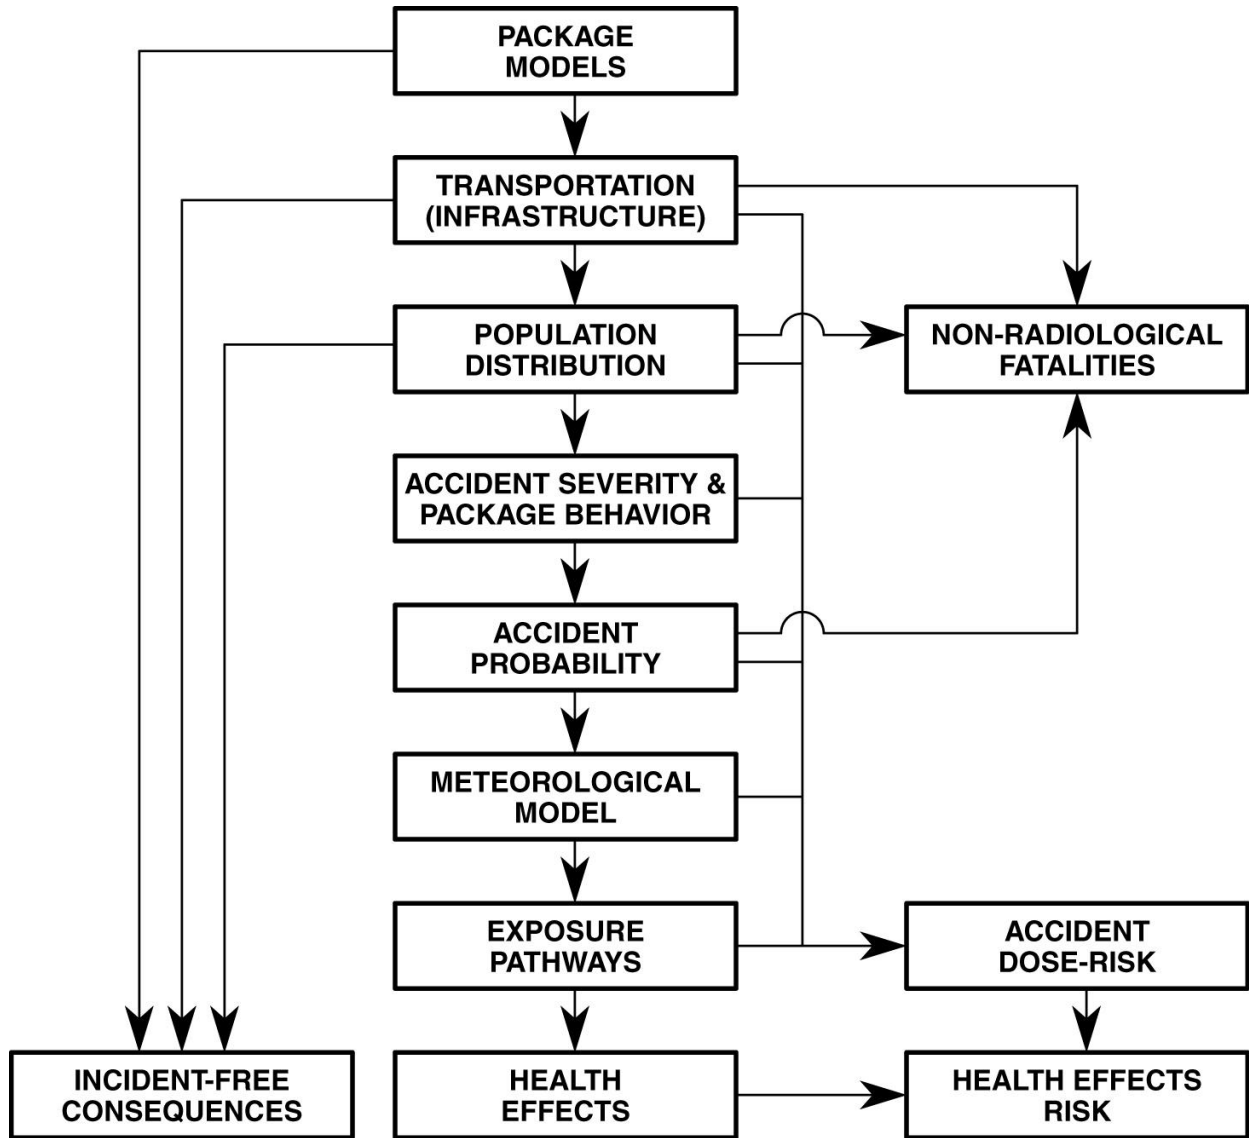 PACKAGE
MODELS
TRANSPORTATION
(INFRASTRUCTURE)
POPULATION
DISTRIBUTION
NON-RADIOLOGICAL
FATALITIES
ACCIDENT SEVERITY &
PACKAGE BEHAVIOR
ACCIDENT
PROBABILITY
METEOROLOGICAL
MODEL
EXPOSURE
PATHWAYS
ACCIDENT
DOSE-RISK
INCIDENT-FREE
CONSEQUENCES
HEALTH
EFFECTS
HEALTH EFFECTS
RISK